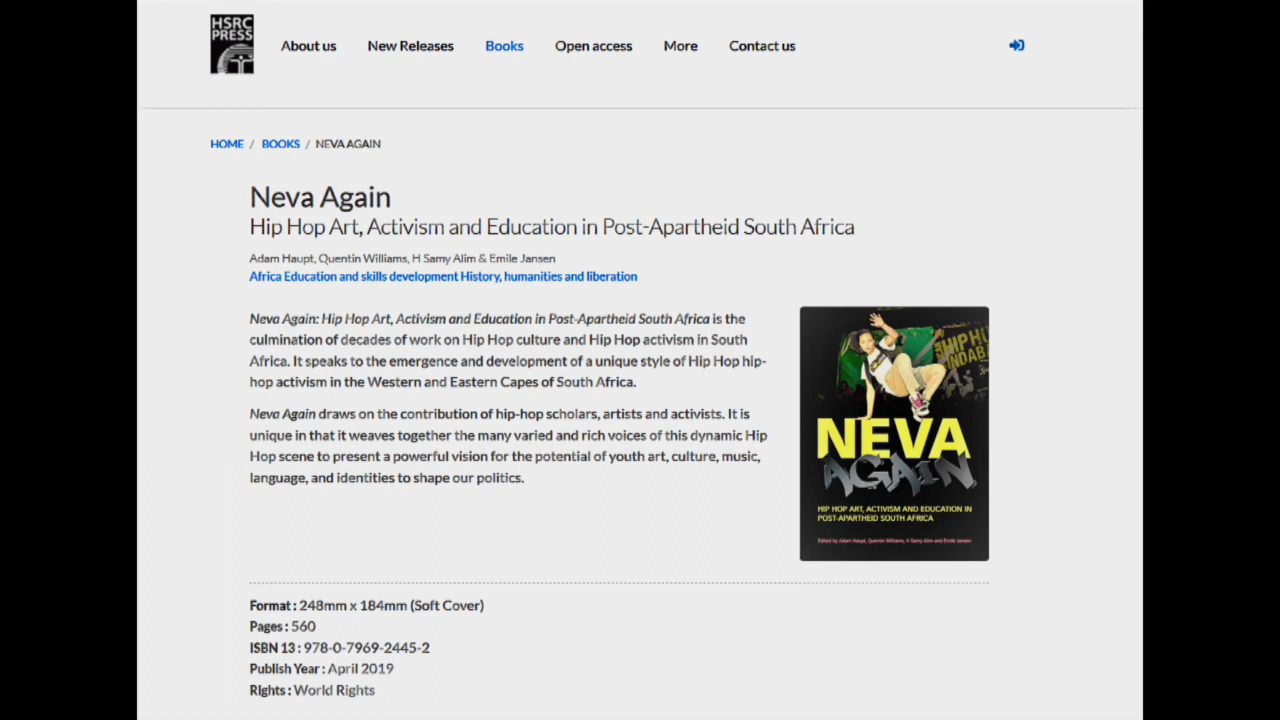 HSRC
PRESS
About us
New Releases
Books
Open access
More
Contact us
HOME / BOOKS / NEVA AGAIN
Neva Again
Hip Hop Art, Activism and Education in Post-Apartheid South Africa
Adam Haupt, Quentin Williams, H Samy Alim & Emile Jansen
Africa Education and skills development History, humanities and liberation
Neva Again: Hip Hop Art, Activism and Education in Post-Apartheid South Africa is the
culmination of decades of work on Hip Hop culture and Hip Hop activism in South
Africa. It speaks to the emergence and development of a unique style of Hip Hop hip-
hop activism in the Western and Eastern Capes of South Africa.
Neva Again draws on the contribution of hip-hop scholars, artists and activists. It is
unique in that it weaves together the many varied and rich voices of this dynamic Hip
Hop scene to present a powerful vision for the potential of youth art, culture, music,
language, and identities to shape our politics.
NEVA
AGAIN
HIP HOP ART, ACTIVISM AND EDUCATION IN
POST-APARTHEID SOUTH AFRICA
Edited by Adam Haupt, Quentin Williams, H Samy Alim and Emile Jansen
Format : 248mm x 184mm (Soft Cover)
Pages : 560
ISBN 13 : 978-0-7969-2445-2
Publish Year : April 2019
Rights : World Rights